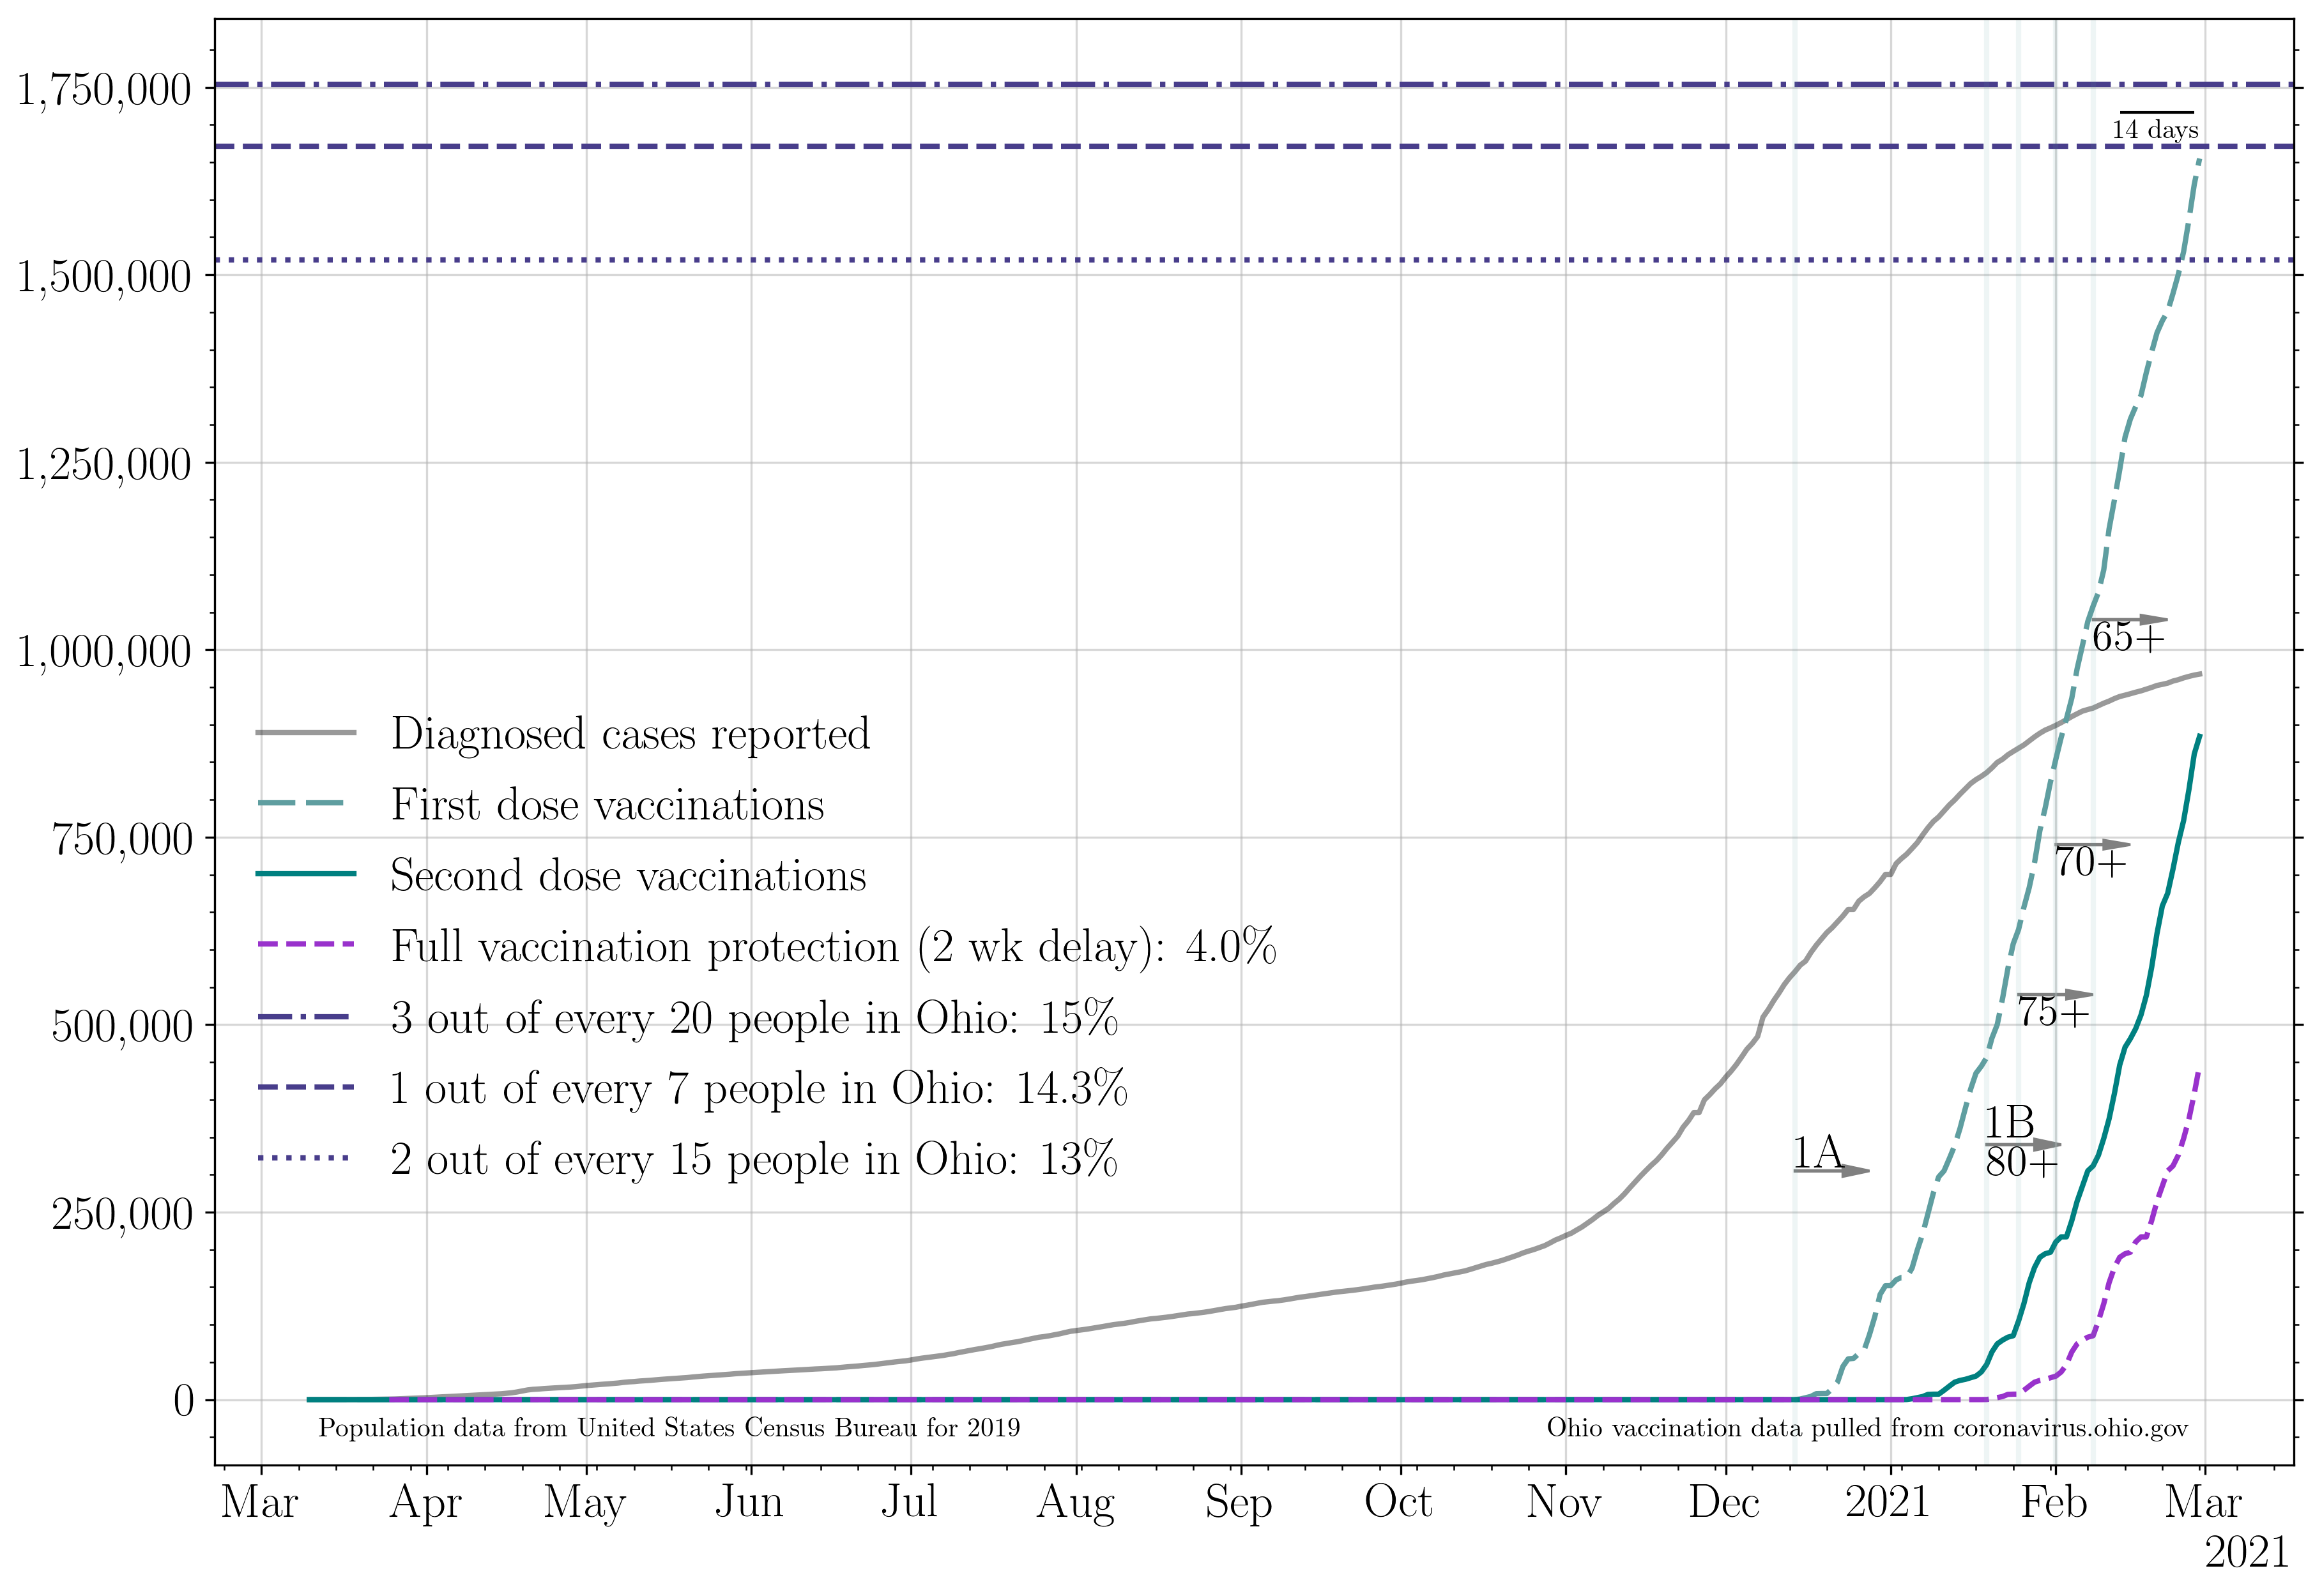 1,750,000
14 days
1,500,000
1,250,000
1,000,000
65+
Diagnosed cases reported
First dose vaccinations
750,000
70+
Second dose vaccinations
Full vaccination protection (2 wk delay): 4.0%
3 out of every 20 people in Ohio: 15%
500,000
75+
1 out of every 7 people in Ohio: 14.3%
2 out of every 15 people in Ohio: 13%
1A
1B
80+
250,000
0
Population data from United States Census Bureau for 2019
Ohio vaccination data pulled from coronavirus.ohio.gov
Mar Apr May Jun Jul Aug Sep Oct Nov Dec 2021 Feb Mar
2021